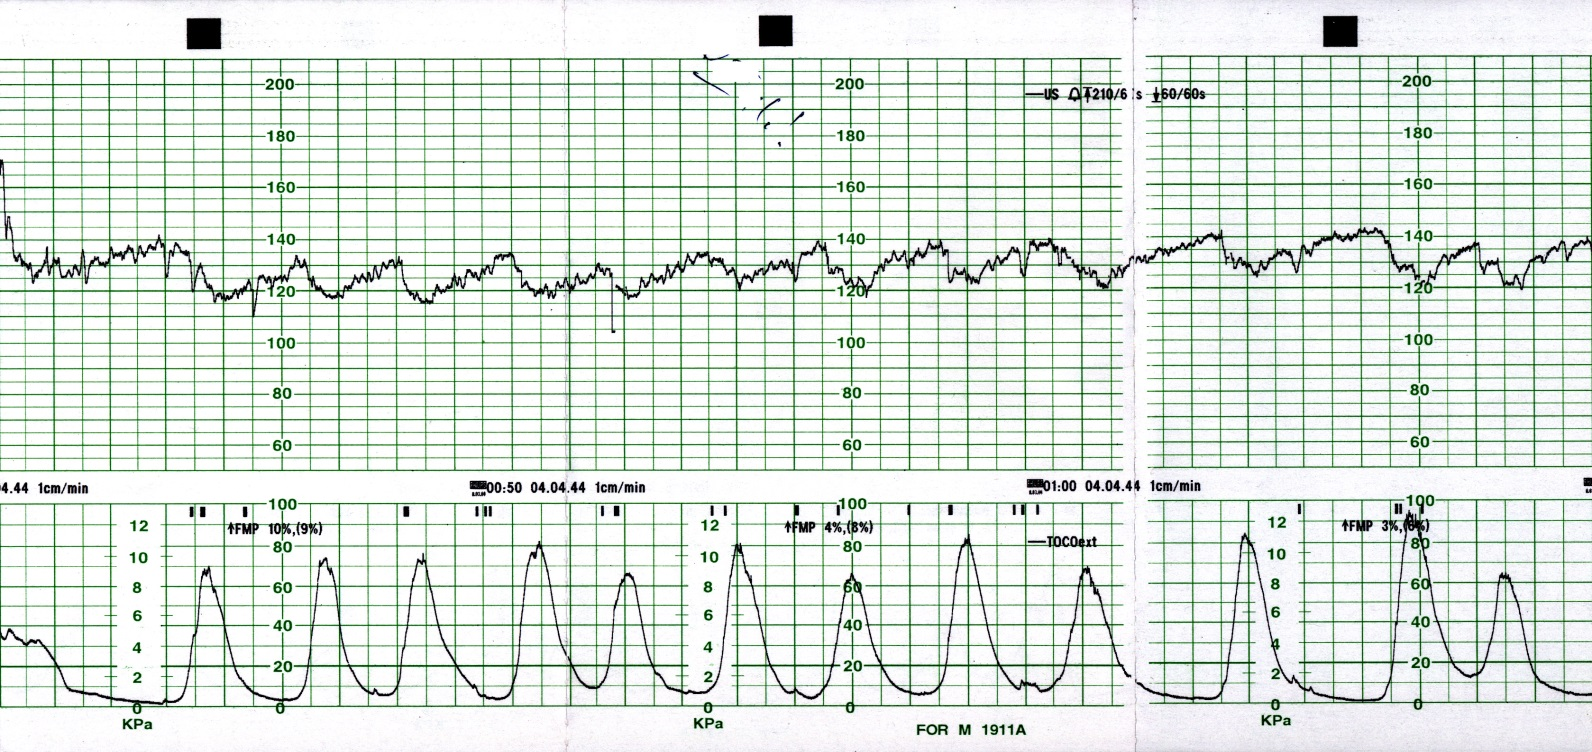 200 200 200
—US 210/6 s 60/60s
180 180 180
160 160 160
140 140 140
120 120 120
100 100 100
80 80 80
60 60 60
04.44 1cm/min 00:50 04.04.44 1cm/min 01:00 04.04.44 1cm/min
100 100 100
12 ↑FMP 10%,(9%) 12 ↑FMP 4%,(8%) 12 ↑FMP 3%,
10 80 10 80 —TOCOext 10 80
8 60 8 60 8 60
6 6 6
4 40 4 40 4 40
2 20 2 20 2 20
0 0 0 0 0 0
KPa KPa KPa
FOR M 1911A